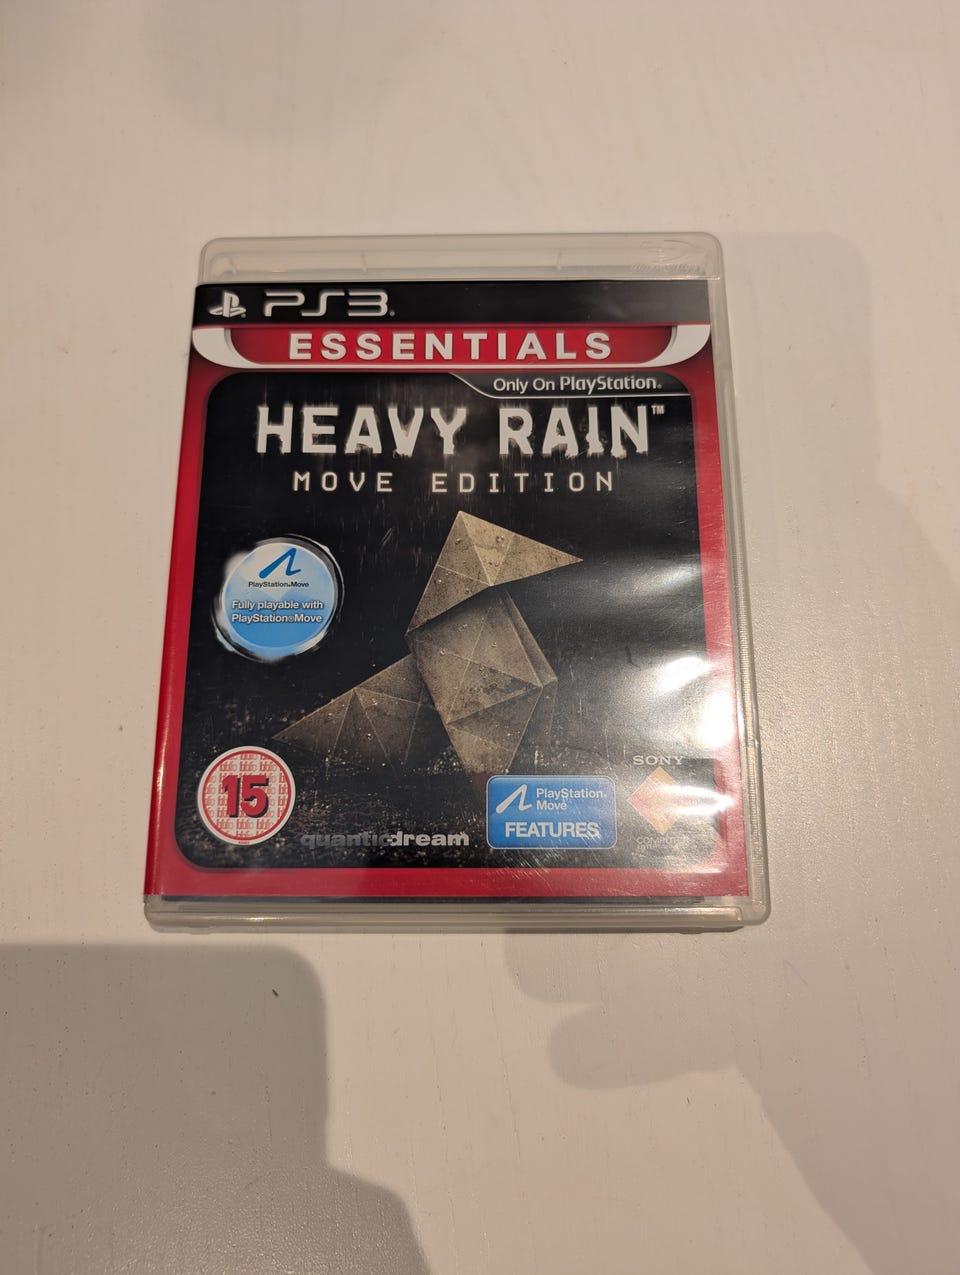 PS3
ESSENTIALS
Only On PlayStation®
HEAVY RAIN™
MOVE EDITION
PlayStation®Move
Fully playable with
PlayStation®Move
15
quanticdream
PlayStation®
Move
FEATURES
SONY